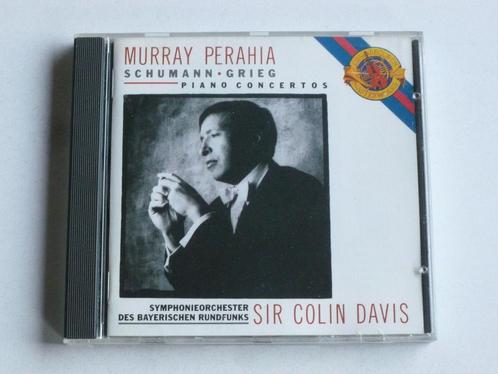 MURRAY PERAHIA
SCHUMANN · GRIEG
PIANO CONCERTOS
SYMPHONIEORCHESTER
DES BAYERISCHEN RUNDFUNKS
SIR COLIN DAVIS